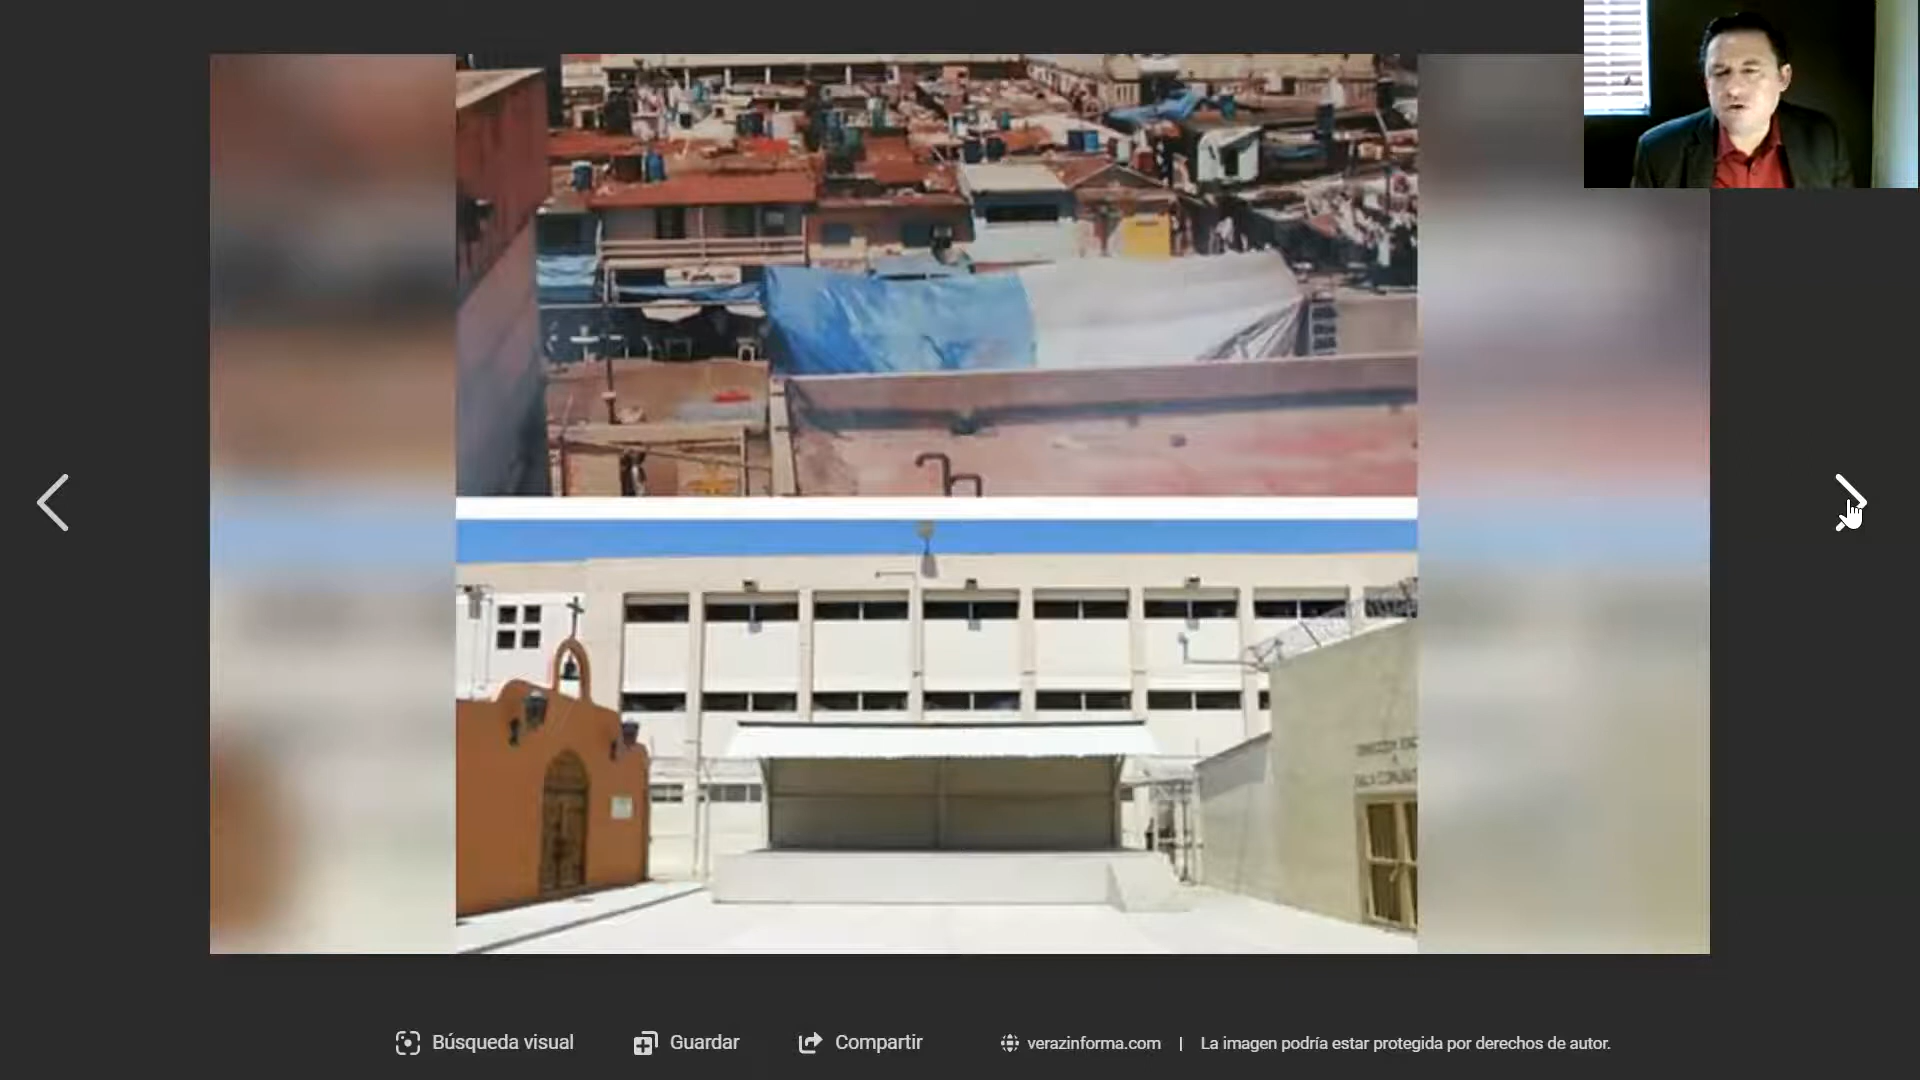 Búsqueda visual
Guardar
Compartir
verazinforma.com | La imagen podría estar protegida por derechos de autor.